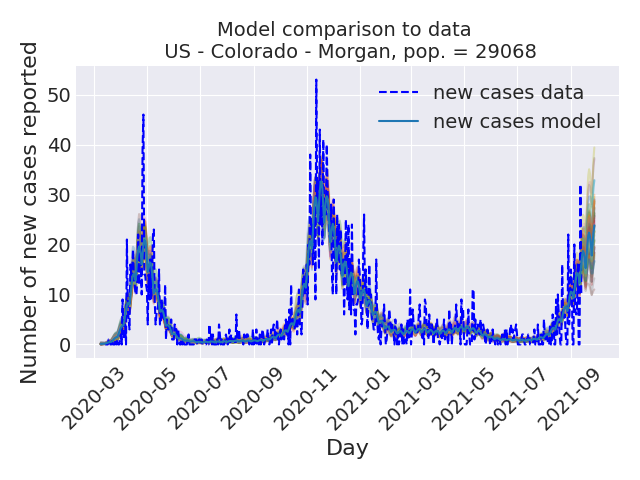 Model comparison to data
US - Colorado - Morgan, pop. = 29068
Number of new cases reported
50
40
30
20
10
0
new cases data
new cases model
2020-03
2020-05
2020-07
2020-09
2020-11
2021-01
2021-03
2021-05
2021-07
2021-09
Day